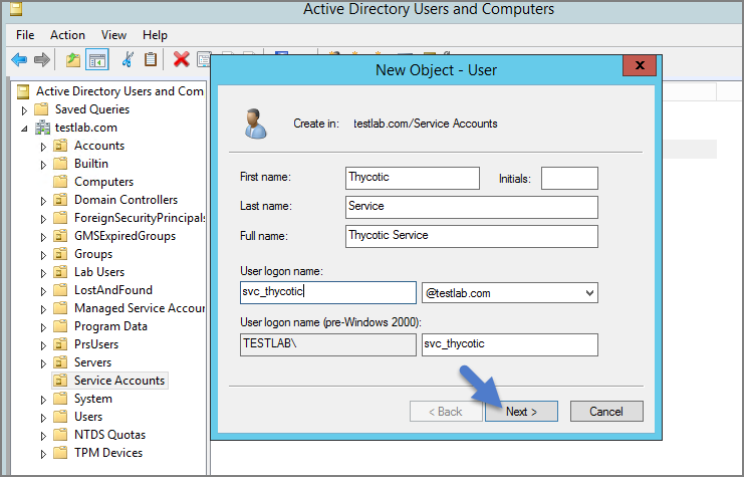 Active Directory Users and Computers
File Action View Help
Active Directory Users and Com
Saved Queries
testlab.com
Accounts
Builtin
Computers
Domain Controllers
ForeignSecurityPrincipals
GMSExpiredGroups
Groups
Lab Users
LostAndFound
Managed Service Accour
Program Data
PrsUsers
Servers
Service Accounts
System
Users
NTDS Quotas
TPM Devices
New Object - User
x
Create in: testlab.com/Service Accounts
First name: Thycotic Initials:
Last name: Service
Full name: Thycotic Service
User logon name:
svc_thycotic @testlab.com
User logon name (pre-Windows 2000):
TESTLAB\ svc_thycotic
< Back Next > Cancel